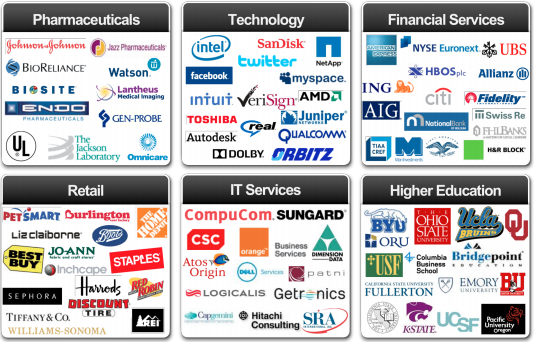 Pharmaceuticals
Johnson & Johnson
Jazz Pharmaceuticals
BIORELIANCE
Watson
BIOSITE
Lantheus
Medical Imaging
ENDO
PHARMACEUTICALS
GEN-PROBE
UL
The
Jackson
Laboratory
Omnicare
Technology
intel
SanDisk
NetApp
twitter
facebook
myspace
intuit
VeriSign
AMD
TOSHIBA
real
Juniper
NETWORKS
Autodesk
QUALCOMM
DOLBY
ORBITZ
Financial Services
AMERICAN
EXPRESS
NYSE Euronext
UBS
HBOS plc
Allianz
ING
citi
Fidelity
AIG
NationalBank
Swiss Re
FHLBANKS
TIAA
CREF
H&R BLOCK
Retail
PETSMART
Burlington
THE
HOME
DEPOT
LIZ CLAIBORNE
Boots
BEST
BUY
JO-ANN
fabric and craft stores
STAPLES
Inchcape
SEPHORA
Harrods
RED
ROBIN
DISCOUNT
TIRE
TIFFANY & CO.
REI
WILLIAMS-SONOMA
IT Services
CompuCom
SUNGARD
CSC
orange
Business
Services
DIMENSION
DATA
Atos
Origin
DELL Services
patni
LOGICALIS
Getronics
Capgemini
Hitachi
Consulting
SRA
Higher Education
BYU
THE
OHIO
STATE
UNIVERSITY
UCLA
BRUINS
OU
ORU
USF
Columbia
Business
School
Bridgepoint
EDUCATION
CALIFORNIA STATE UNIVERSITY
FULLERTON
EMORY
UNIVERSITY
K-STATE
UCSF
Pacific
University
Oregon